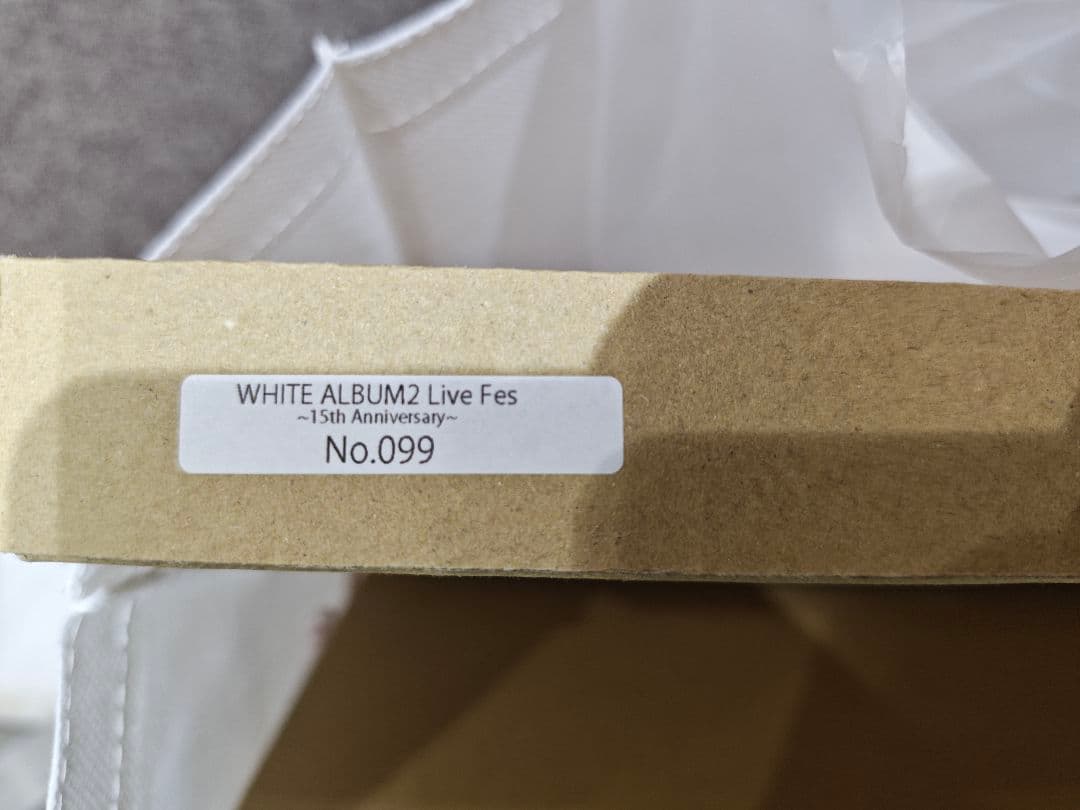 WHITE ALBUM2 Live Fes
~15th Anniversary~
No.099